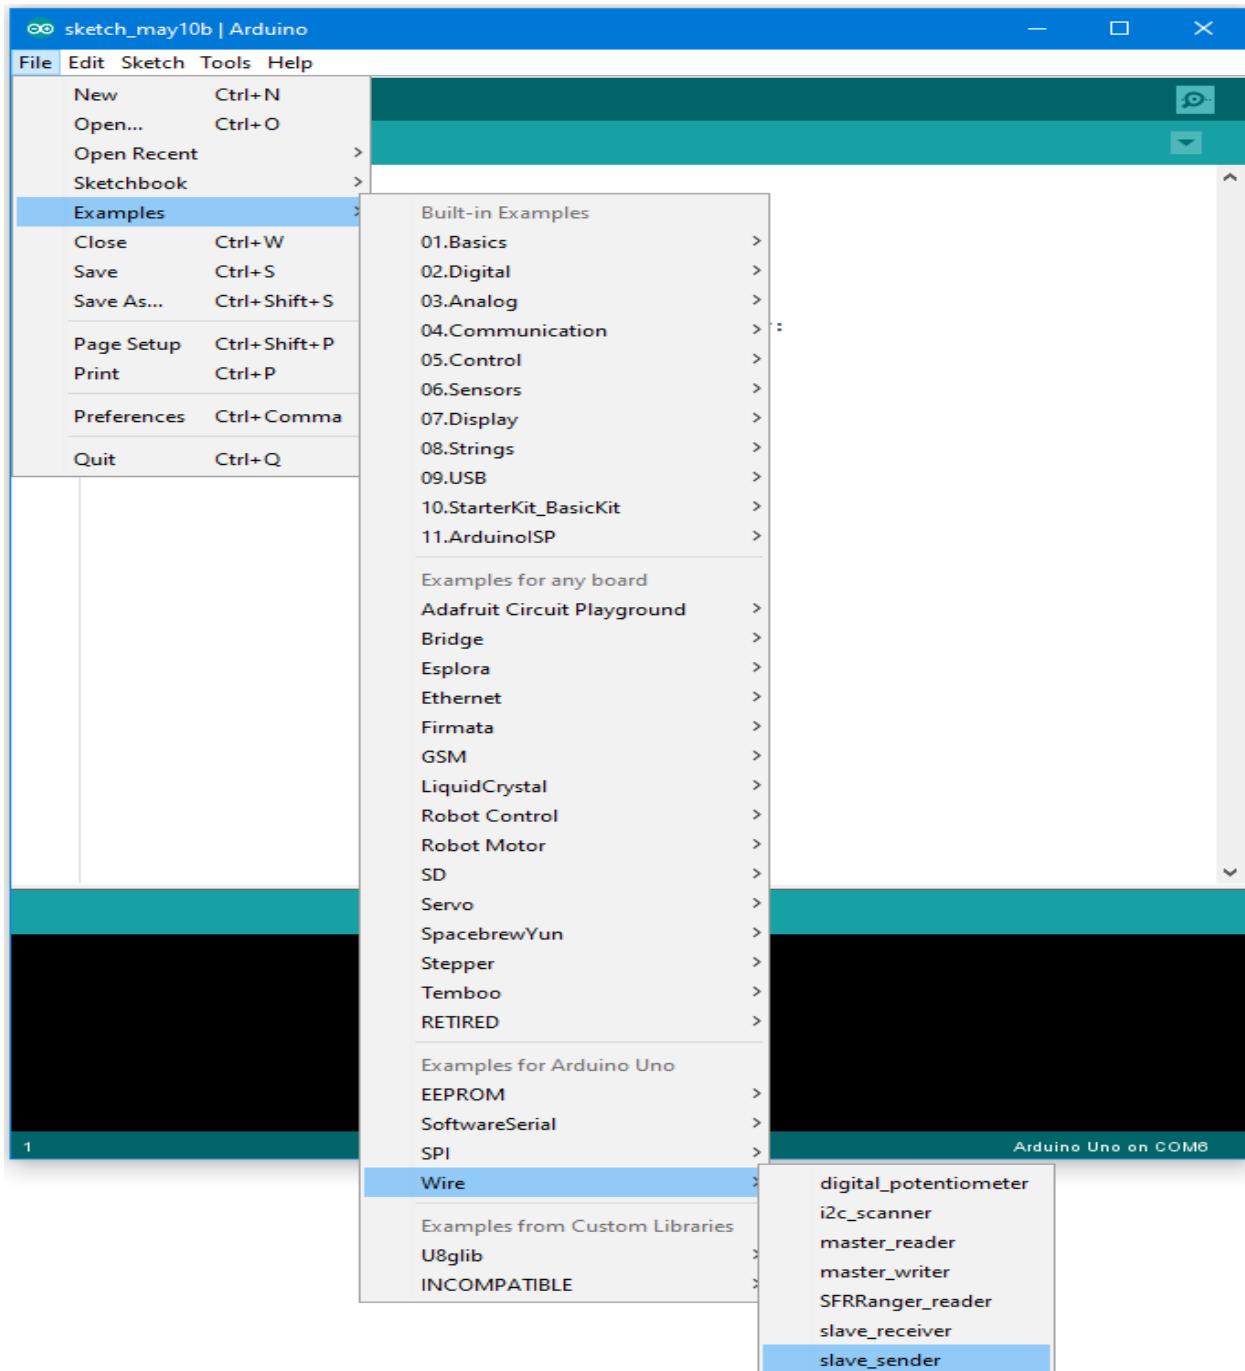 sketch_may10b | Arduino
File Edit Sketch Tools Help
New Ctrl+N
Open... Ctrl+O
Open Recent
Sketchbook
Examples
Close Ctrl+W
Save Ctrl+S
Save As... Ctrl+Shift+S
Page Setup Ctrl+Shift+P
Print Ctrl+P
Preferences Ctrl+Comma
Quit Ctrl+Q
Built-in Examples
01.Basics
02.Digital
03.Analog
04.Communication
05.Control
06.Sensors
07.Display
08.Strings
09.USB
10.StarterKit_BasicKit
11.ArduinoISP
Examples for any board
Adafruit Circuit Playground
Bridge
Esplora
Ethernet
Firmata
GSM
LiquidCrystal
Robot Control
Robot Motor
SD
Servo
SpacebrewYun
Stepper
Temboo
RETIRED
Examples for Arduino Uno
EEPROM
SoftwareSerial
SPI
Wire
Examples from Custom Libraries
U8glib
INCOMPATIBLE
digital_potentiometer
i2c_scanner
master_reader
master_writer
SFRRanger_reader
slave_receiver
slave_sender
1 Arduino Uno on COM6